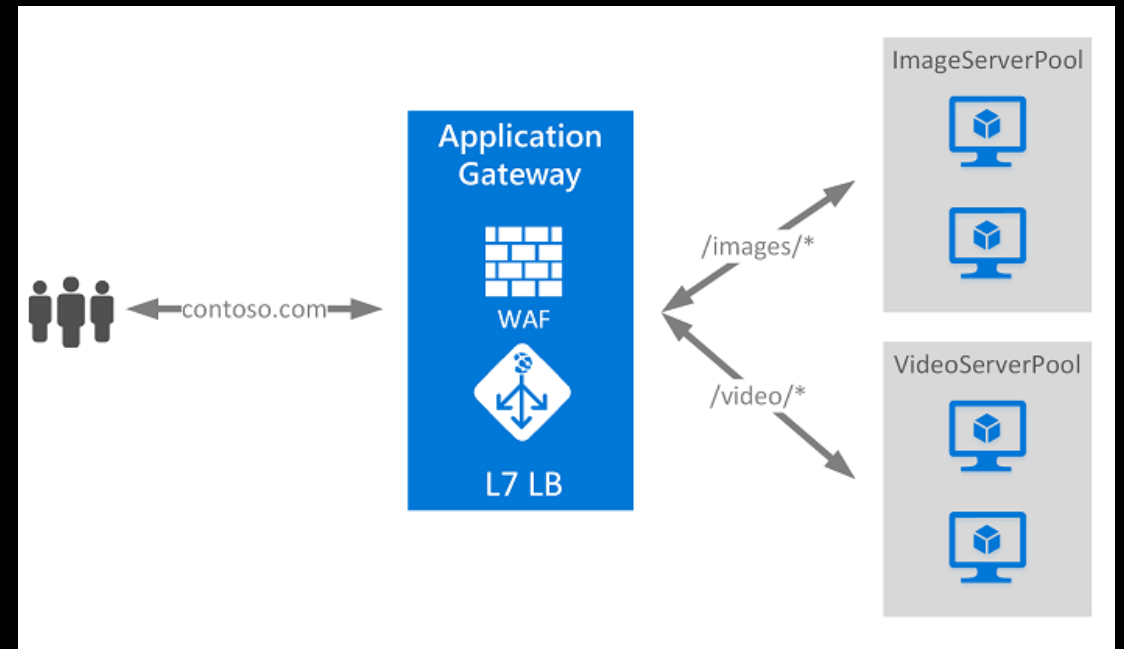 contoso.com
Application
Gateway
WAF
L7 LB
/images/*
/video/*
ImageServerPool
VideoServerPool